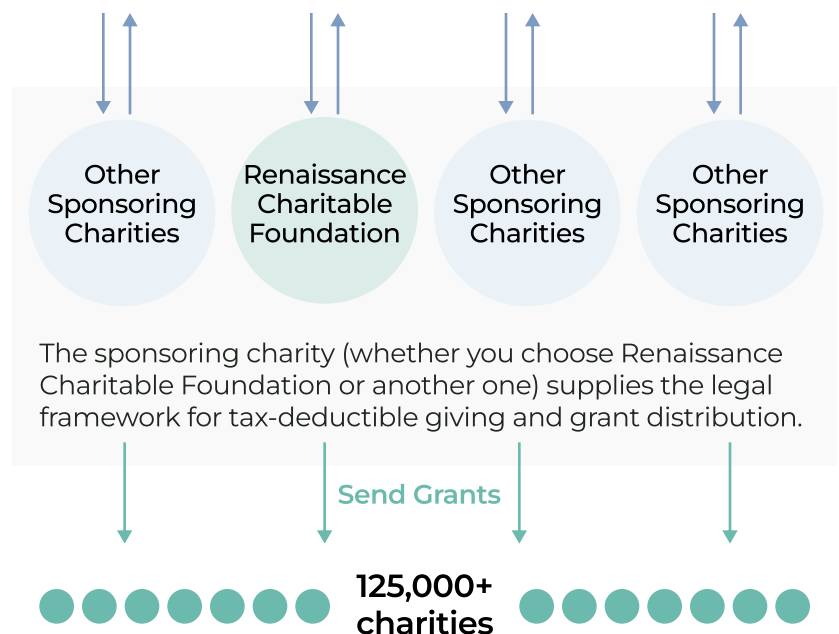 Other
Sponsoring
Charities
Renaissance
Charitable
Foundation
Other
Sponsoring
Charities
Other
Sponsoring
Charities
The sponsoring charity (whether you choose Renaissance
Charitable Foundation or another one) supplies the legal
framework for tax-deductible giving and grant distribution.
Send Grants
125,000+
charities